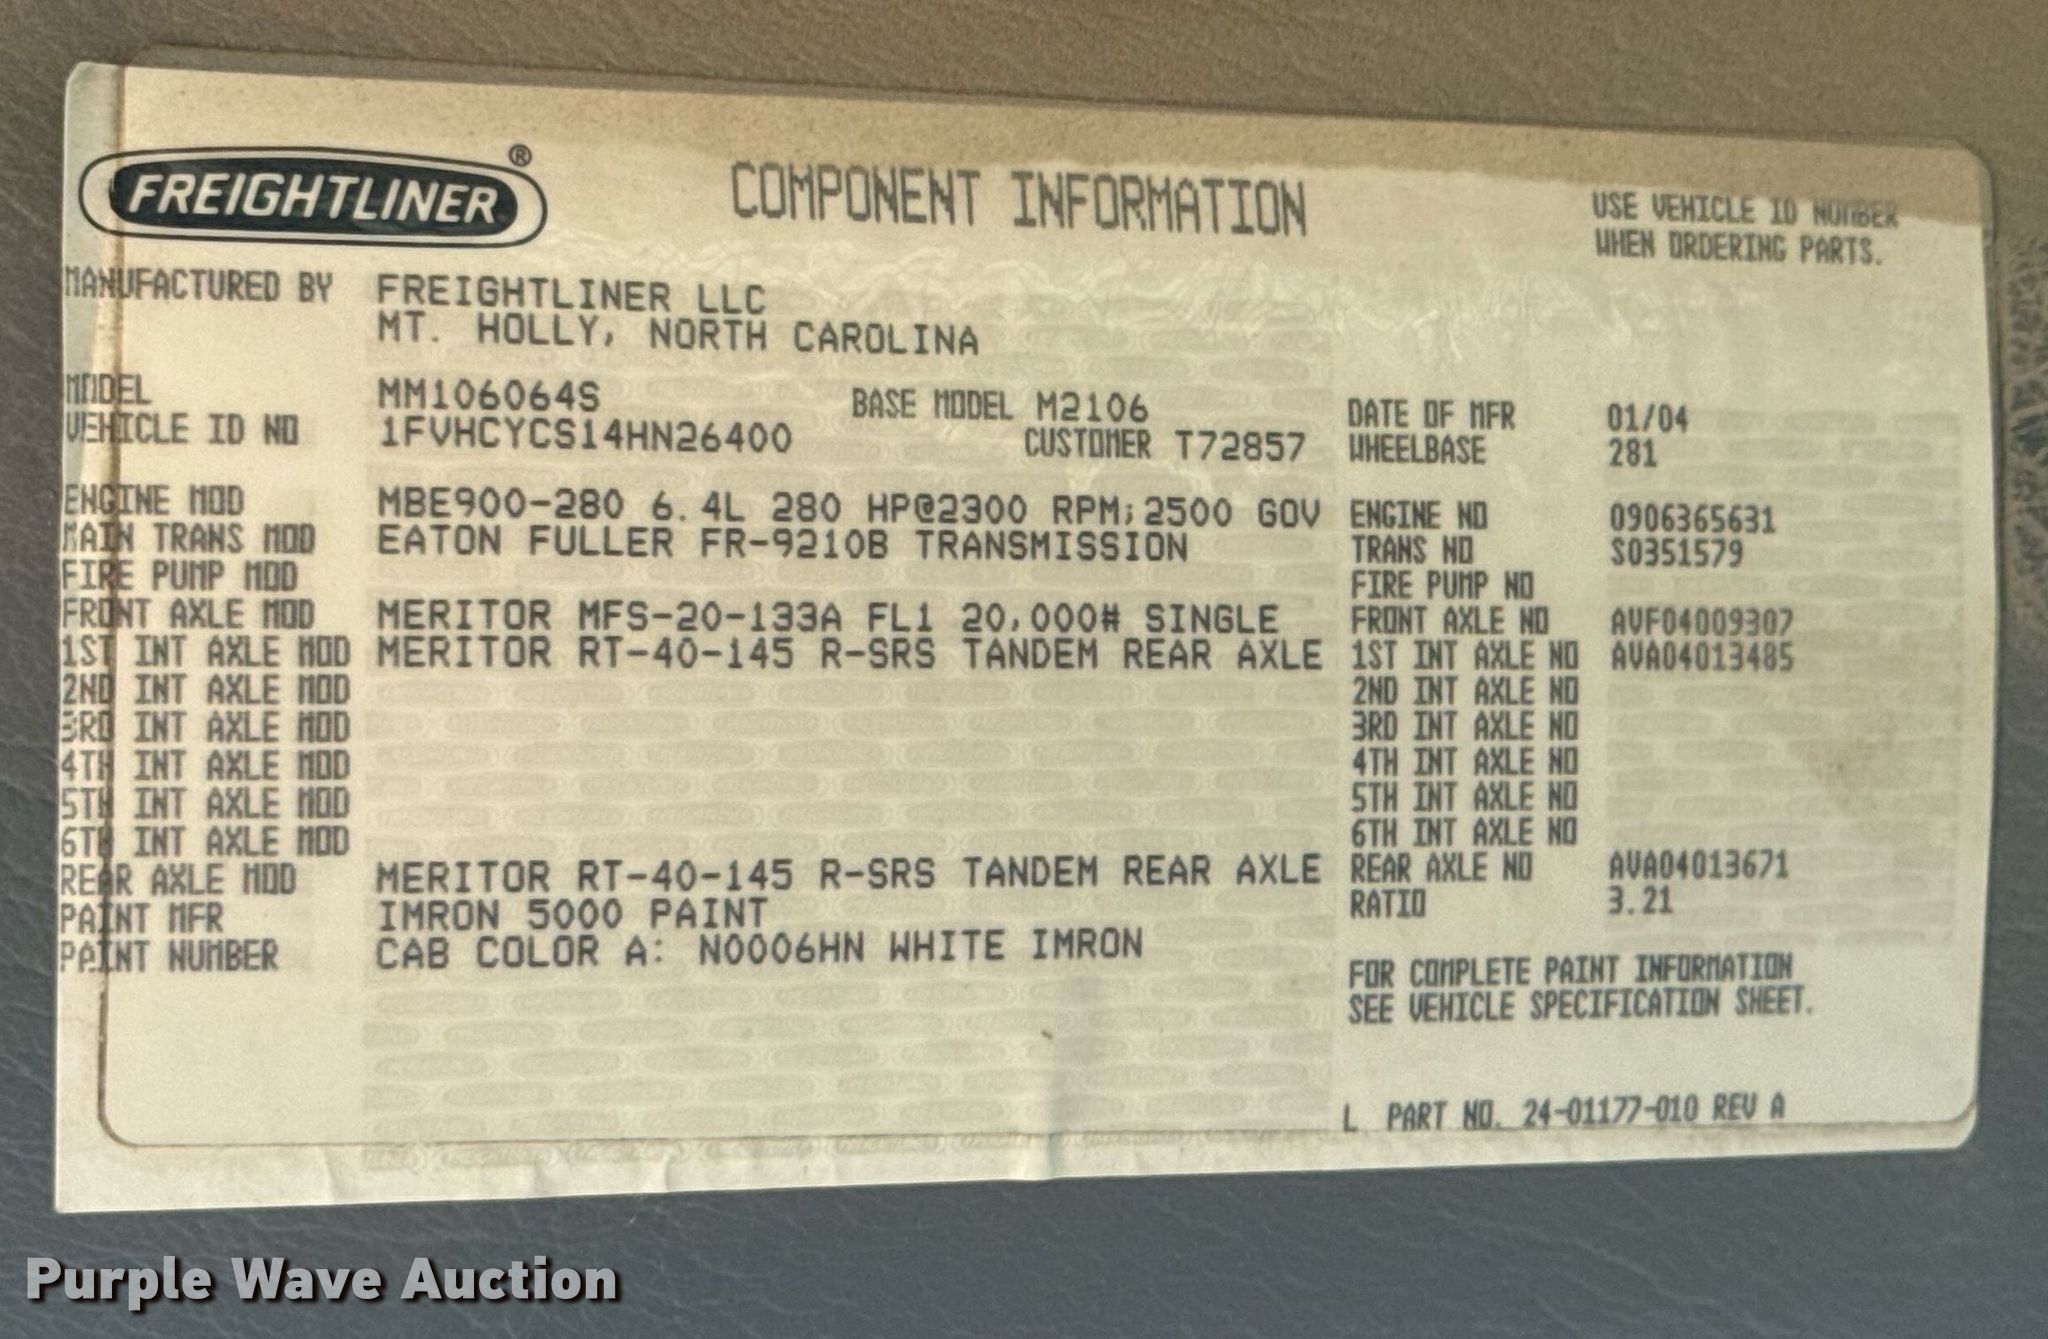 FREIGHTLINER®
COMPONENT INFORMATION
USE VEHICLE ID NUMBER
WHEN ORDERING PARTS.
MANUFACTURED BY FREIGHTLINER LLC
MT. HOLLY, NORTH CAROLINA
MODEL MM106064S BASE MODEL M2106 DATE OF MFR 01/04
VEHICLE ID NO 1FVHCYCS14HN26400 CUSTOMER T72857 WHEELBASE 281
ENGINE MOD MBE900-280 6.4L 280 HP@2300 RPM;2500 GOV ENGINE NO 0906365631
MAIN TRANS MOD EATON FULLER FR-9210B TRANSMISSION TRANS NO S0351579
FIRE PUMP MOD FIRE PUMP NO
FRONT AXLE MOD MERITOR MFS-20-133A FL1 20,000# SINGLE FRONT AXLE NO AVF04009307
1ST INT AXLE MOD MERITOR RT-40-145 R-SRS TANDEM REAR AXLE 1ST INT AXLE NO AVA04013485
2ND INT AXLE MOD 2ND INT AXLE NO
3RD INT AXLE MOD 3RD INT AXLE NO
4TH INT AXLE MOD 4TH INT AXLE NO
5TH INT AXLE MOD 5TH INT AXLE NO
6TH INT AXLE MOD 6TH INT AXLE NO
REAR AXLE MOD MERITOR RT-40-145 R-SRS TANDEM REAR AXLE REAR AXLE NO AVA04013671
PAINT MFR IMRON 5000 PAINT RATIO 3.21
PAINT NUMBER CAB COLOR A: N0006HN WHITE IMRON
FOR COMPLETE PAINT INFORMATION
SEE VEHICLE SPECIFICATION SHEET.
L PART NO. 24-01177-010 REV A
Purple Wave Auction